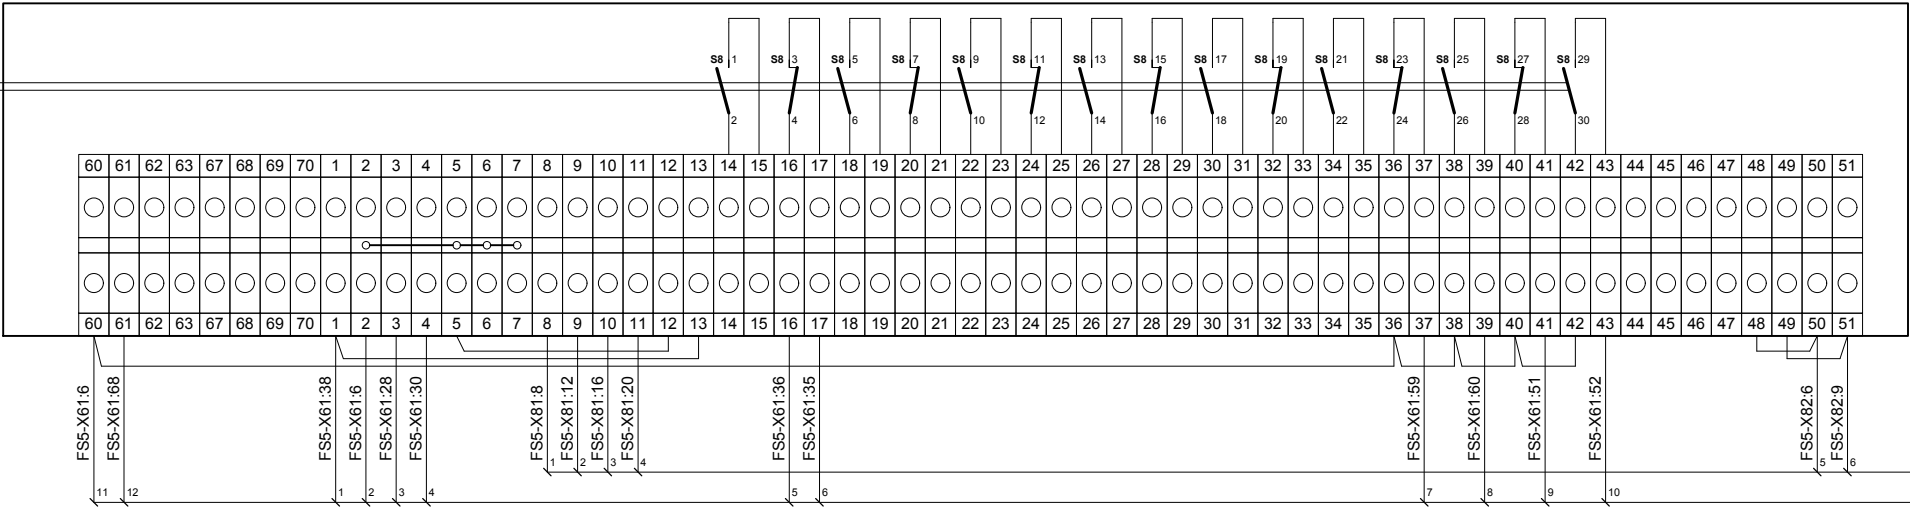 S8 1 S8 3 S8 5 S8 7 S8 9 S8 11 S8 13 S8 15 S8 17 S8 19 S8 21 S8 23 S8 25 S8 27 S8 29
2 4 6 8 10 12 14 16 18 20 22 24 26 28 30
60 61 62 63 67 68 69 70 1 2 3 4 5 6 7 8 9 10 11 12 13 14 15 16 17 18 19 20 21 22 23 24 25 26 27 28 29 30 31 32 33 34 35 36 37 38 39 40 41 42 43 44 45 46 47 48 49 50 51
60 61 62 63 67 68 69 70 1 2 3 4 5 6 7 8 9 10 11 12 13 14 15 16 17 18 19 20 21 22 23 24 25 26 27 28 29 30 31 32 33 34 35 36 37 38 39 40 41 42 43 44 45 46 47 48 49 50 51
FS5-X61:6
FS5-X61:68
FS5-X61:38
FS5-X61:6
FS5-X61:28
FS5-X61:30
FS5-X81:8
FS5-X81:12
FS5-X81:16
FS5-X81:20
FS5-X61:36
FS5-X61:35
FS5-X61:59
FS5-X61:60
FS5-X61:51
FS5-X61:52
FS5-X82:6
FS5-X82:9
1 2 3 4 5 6
11 12 1 2 3 4 5 6 7 8 9 10